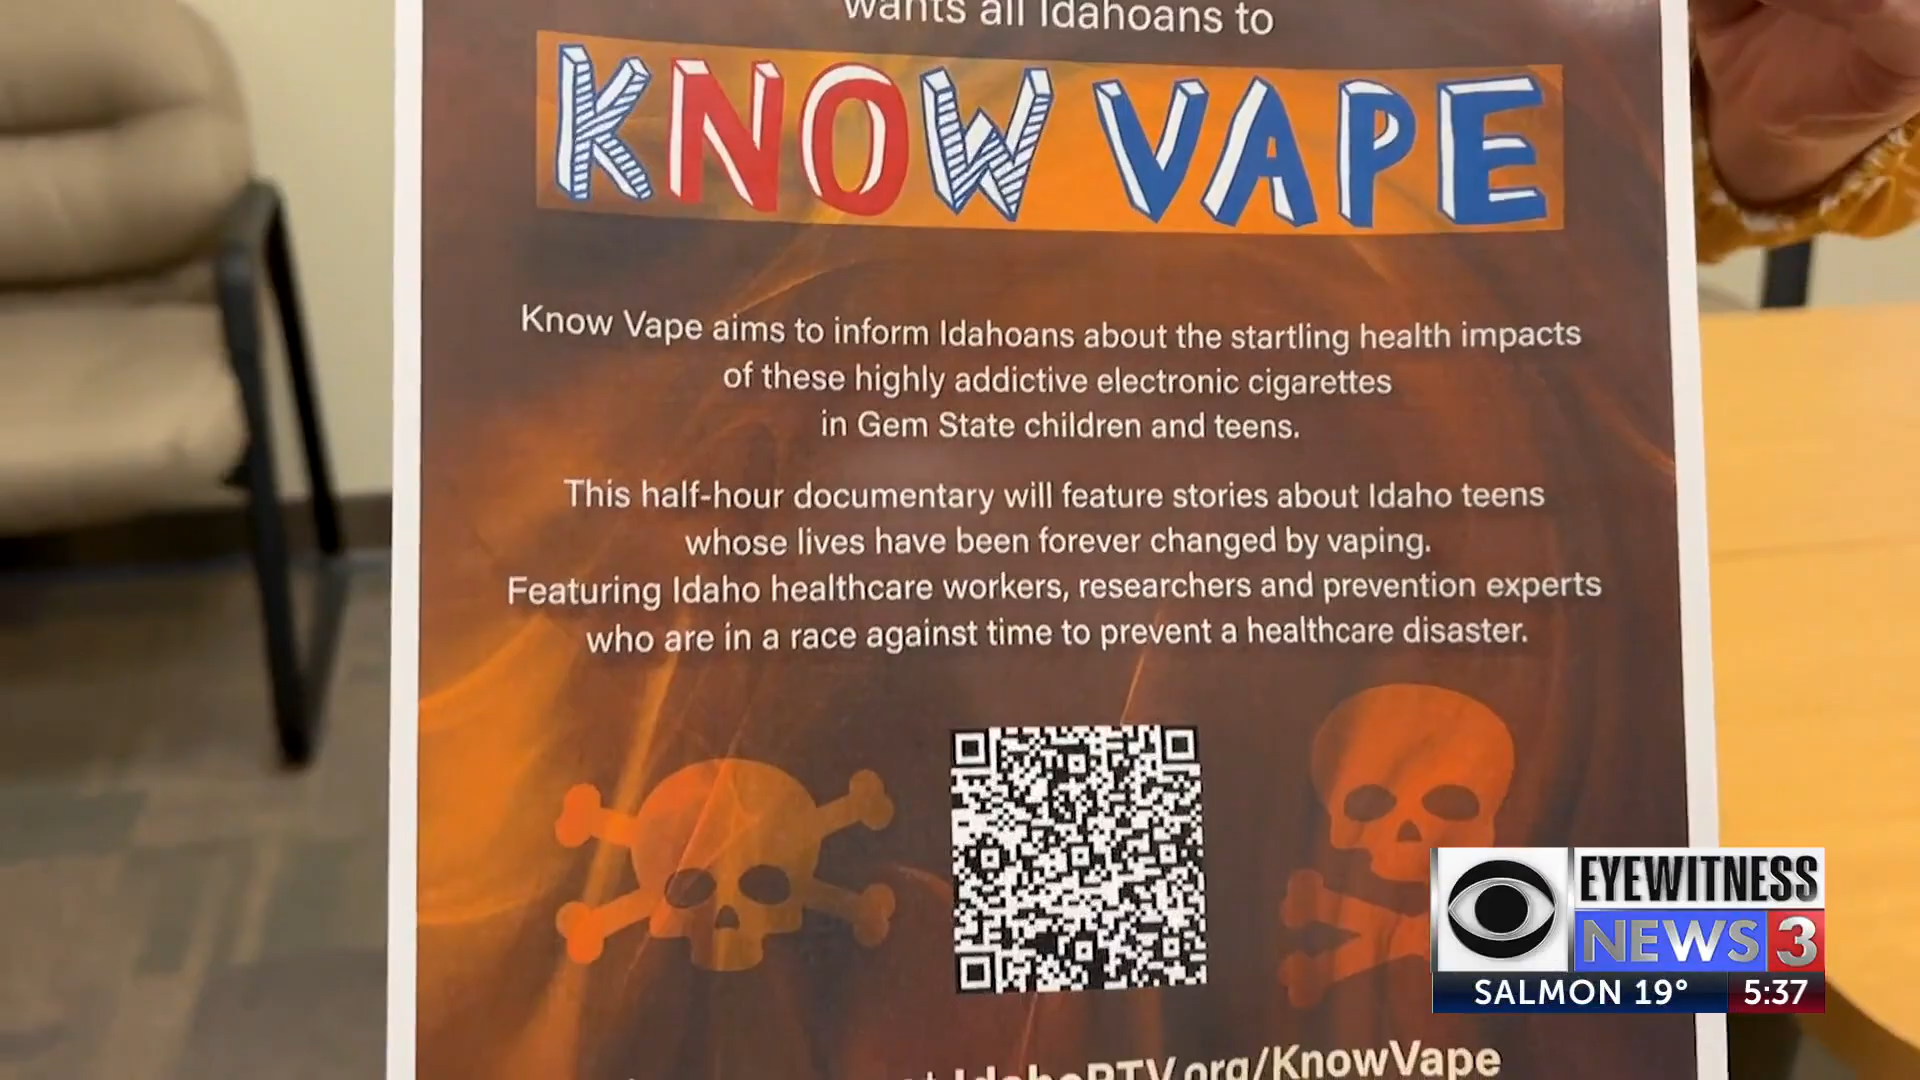 wants all Idahoans to
KNOW VAPE
Know Vape aims to inform Idahoans about the startling health impacts
of these highly addictive electronic cigarettes
in Gem State children and teens.
This half-hour documentary will feature stories about Idaho teens
whose lives have been forever changed by vaping.
Featuring Idaho healthcare workers, researchers and prevention experts
who are in a race against time to prevent a healthcare disaster.
IdahoPTV.org/KnowVape
EYEWITNESS
NEWS 3
SALMON 19° 5:37